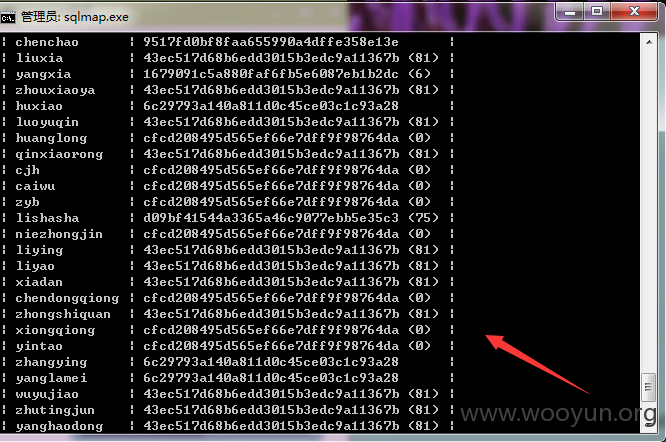 管理员: sqlmap.exe
| chenchao | 9517fd0bf8faa655990a4dffe358e13e |
| liuxia | 43ec517d68b6edd3015b3edc9a11367b (81) |
| yangxia | 1679091c5a880faf6fb5e6087eb1b2dc (6) |
| zhouxiaoya | 43ec517d68b6edd3015b3edc9a11367b (81) |
| huxiao | 6c29793a140a811d0c45ce03c1c93a28 |
| luoyuqin | 43ec517d68b6edd3015b3edc9a11367b (81) |
| huanglong | cfcd208495d565ef66e7dff9f98764da (0) |
| qinxiaorong | 43ec517d68b6edd3015b3edc9a11367b (81) |
| cjh | cfcd208495d565ef66e7dff9f98764da (0) |
| caiwu | cfcd208495d565ef66e7dff9f98764da (0) |
| zyb | cfcd208495d565ef66e7dff9f98764da (0) |
| lishasha | d09bf41544a3365a46c9077ebb5e35c3 (75) |
| niezhongjin | cfcd208495d565ef66e7dff9f98764da (0) |
| liying | 43ec517d68b6edd3015b3edc9a11367b (81) |
| liyao | 43ec517d68b6edd3015b3edc9a11367b (81) |
| xiadan | 43ec517d68b6edd3015b3edc9a11367b (81) |
| chendongqiong | cfcd208495d565ef66e7dff9f98764da (0) |
| zhongshiquan | 43ec517d68b6edd3015b3edc9a11367b (81) |
| xiongqiong | cfcd208495d565ef66e7dff9f98764da (0) |
| yintao | cfcd208495d565ef66e7dff9f98764da (0) |
| zhangying | 6c29793a140a811d0c45ce03c1c93a28 |
| yanglamei | 6c29793a140a811d0c45ce03c1c93a28 |
| wuyujiao | 43ec517d68b6edd3015b3edc9a11367b (81) |
| zhutingjun | 43ec517d68b6edd3015b3edc9a11367b (81) |
| yanghaodong | 43ec517d68b6edd3015b3edc9a11367b (81) |
www.wooyun.org